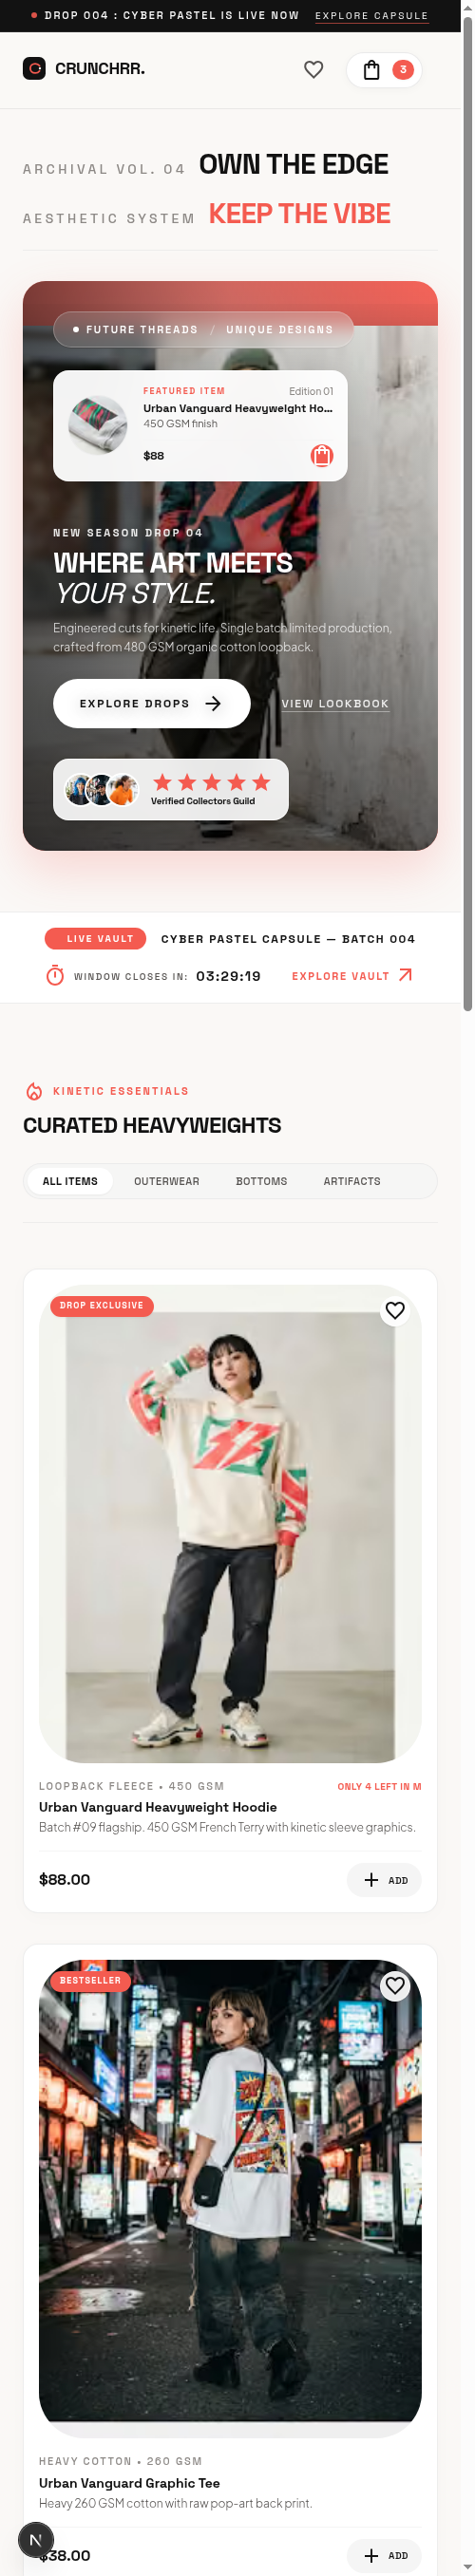 DROP 004 : CYBER PASTEL IS LIVE NOW EXPLORE CAPSULE
CRUNCHRR. 3
ARCHIVAL VOL. 04 OWN THE EDGE
AESTHETIC SYSTEM KEEP THE VIBE
FUTURE THREADS / UNIQUE DESIGNS
FEATURED ITEM Edition 01
Urban Vanguard Heavyweight Ho...
450 GSM finish
$88
NEW SEASON DROP 04
WHERE ART MEETS
YOUR STYLE.
Engineered cuts for kinetic life. Single batch limited production,
crafted from 480 GSM organic cotton loopback.
EXPLORE DROPS VIEW LOOKBOOK
Verified Collectors Guild
LIVE VAULT CYBER PASTEL CAPSULE — BATCH 004
WINDOW CLOSES IN: 03:29:19 EXPLORE VAULT
KINETIC ESSENTIALS
CURATED HEAVYWEIGHTS
ALL ITEMS OUTERWEAR BOTTOMS ARTIFACTS
DROP EXCLUSIVE
LOOPBACK FLEECE • 450 GSM ONLY 4 LEFT IN M
Urban Vanguard Heavyweight Hoodie
Batch #09 flagship. 450 GSM French Terry with kinetic sleeve graphics.
$88.00 ADD
BESTSELLER
HEAVY COTTON • 260 GSM
Urban Vanguard Graphic Tee
Heavy 260 GSM cotton with raw pop-art back print.
N $38.00 ADD